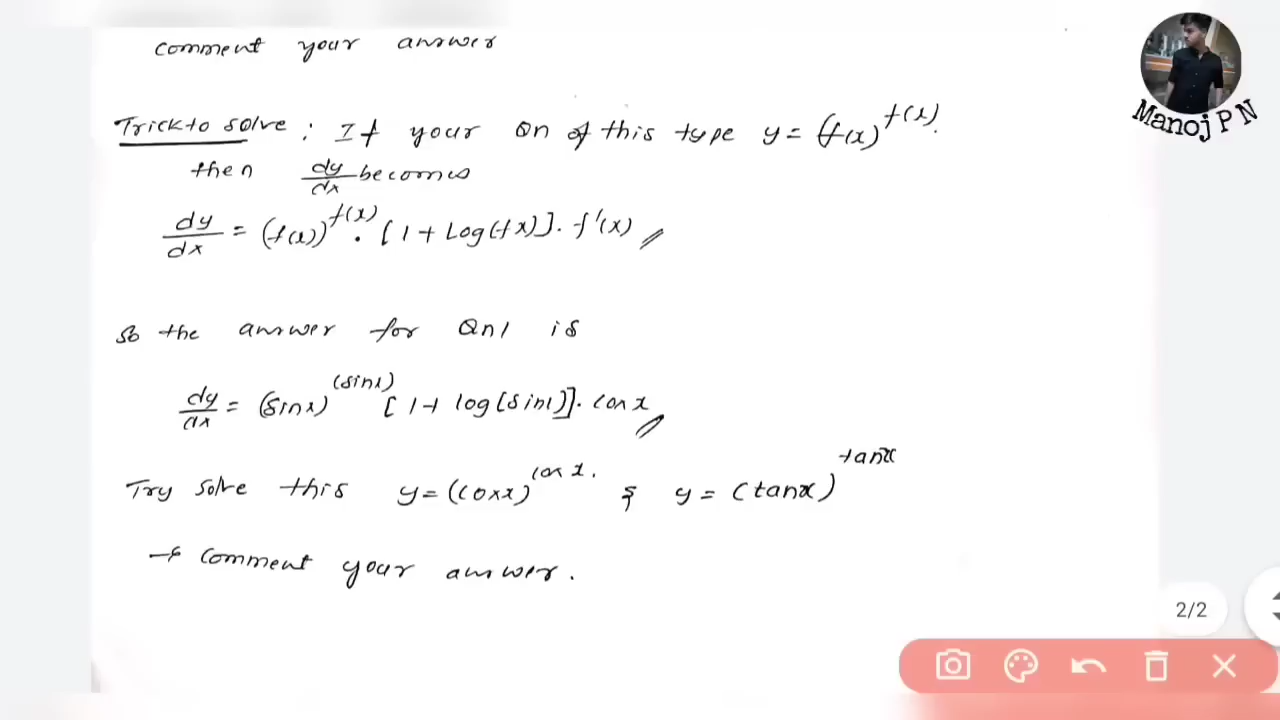 comment your answer
Manoj P N
Trick to solve : If your Qn of this type y = (f(x)^f(x).
then dy/dx becomes
dy/dx = (f(x))^f(x) . [1 + Log(fx)]. f'(x)
So the answer for Qn1 is
dy/dx = (sinx)^(sinx) [1+ log[sinx)]. cosx
Try solve this y = (cosx)^cosx. & y = (tanx)^tanx
→ comment your answer.
2/2